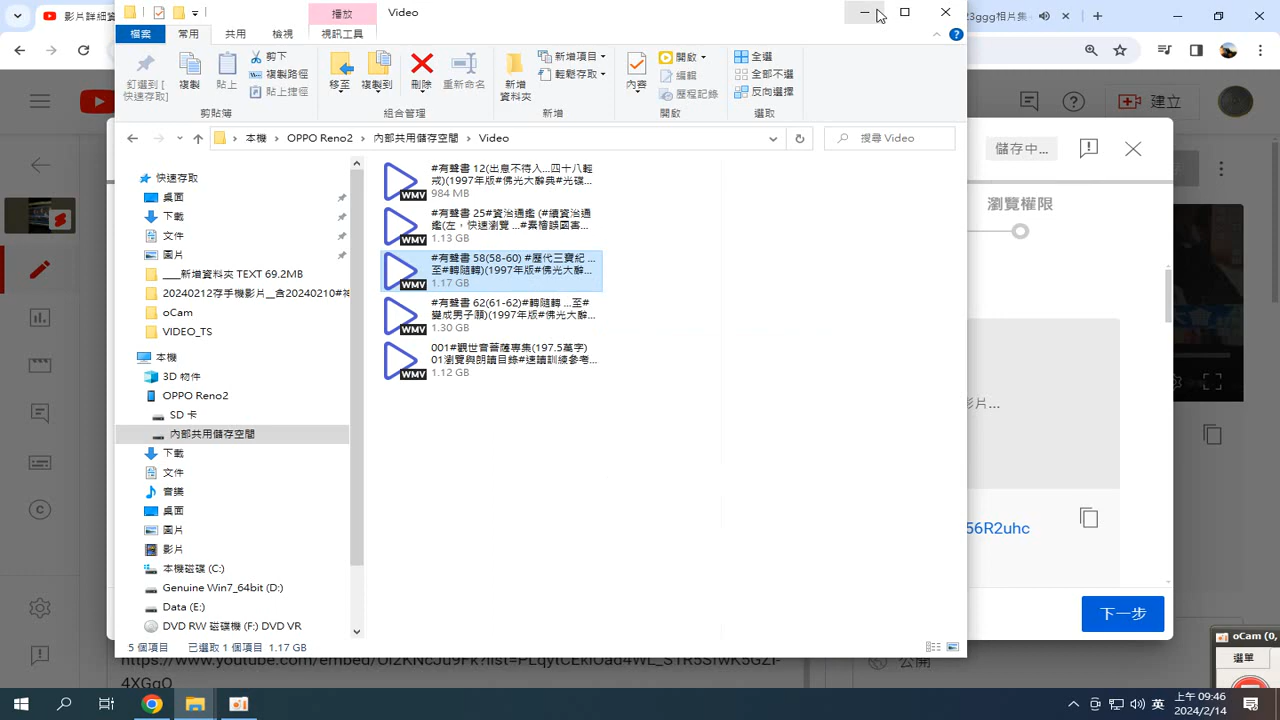 影片詳細資
播放
Video
23ggg相片集
檔案
常用
共用
檢視
視訊工具
釘選到 [
快速存取]
複製
貼上
剪下
複製路徑
貼上捷徑
剪貼簿
移至
複製到
刪除
重新命名
組合管理
新增
資料夾
新增項目
輕鬆存取
新增
內容
開啟
編輯
歷程記錄
開啟
全選
全部不選
反向選擇
選取
建立
本機 › OPPO Reno2 › 內部共用儲存空間 › Video
搜尋 Video
儲存中...
瀏覽權限
快速存取
桌面
下載
文件
圖片
___新增資料夾 TEXT 69.2MB
20240212存手機影片__含20240210#神
oCam
VIDEO_TS
本機
3D 物件
OPPO Reno2
SD 卡
內部共用儲存空間
下載
文件
音樂
桌面
圖片
影片
本機磁碟 (C:)
Genuine Win7_64bit (D:)
Data (E:)
DVD RW 磁碟機 (F:) DVD VR
#有聲書 12(出息不待入...四十八輕
戒)(1997年版#佛光大辭典#光碟...
984 MB
#有聲書 25#資治通鑑 (#續資治通
鑑(左，快速瀏覽 ...#秦檜誤國害...
1.13 GB
#有聲書 58(58-60) #歷代三寶紀 ...
至#轉隨轉)(1997年版#佛光大辭...
1.17 GB
#有聲書 62(61-62)#轉隨轉 ...至#
變成男子願)(1997年版#佛光大辭...
1.30 GB
001#觀世音菩薩專集(197.5萬字)
01瀏覽與朗讀目錄#速讀訓練參考...
1.12 GB
WMV
WMV
WMV
WMV
WMV
影片...
56R2uhc
下一步
5 個項目
已選取 1 個項目 1.17 GB
4XGgO
公開
oCam (0,
選單
英
上午 09:46
2024/2/14